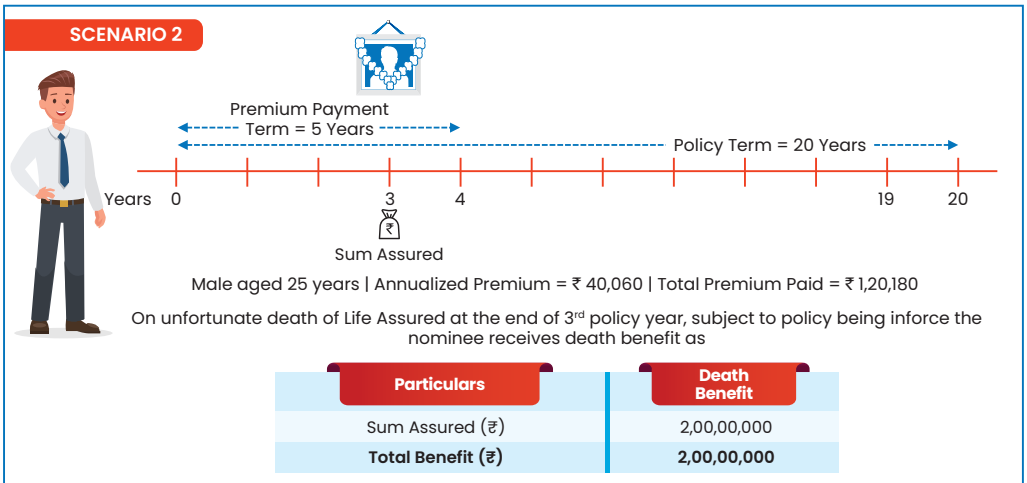 SCENARIO 2
Premium Payment
Term = 5 Years
Policy Term = 20 Years
Years 0 3 4 19 20
₹
Sum Assured
Male aged 25 years | Annualized Premium = ₹ 40,060 | Total Premium Paid = ₹ 1,20,180
On unfortunate death of Life Assured at the end of 3rd policy year, subject to policy being inforce the
nominee receives death benefit as
Particulars Death
Benefit
Sum Assured (₹) 2,00,00,000
Total Benefit (₹) 2,00,00,000